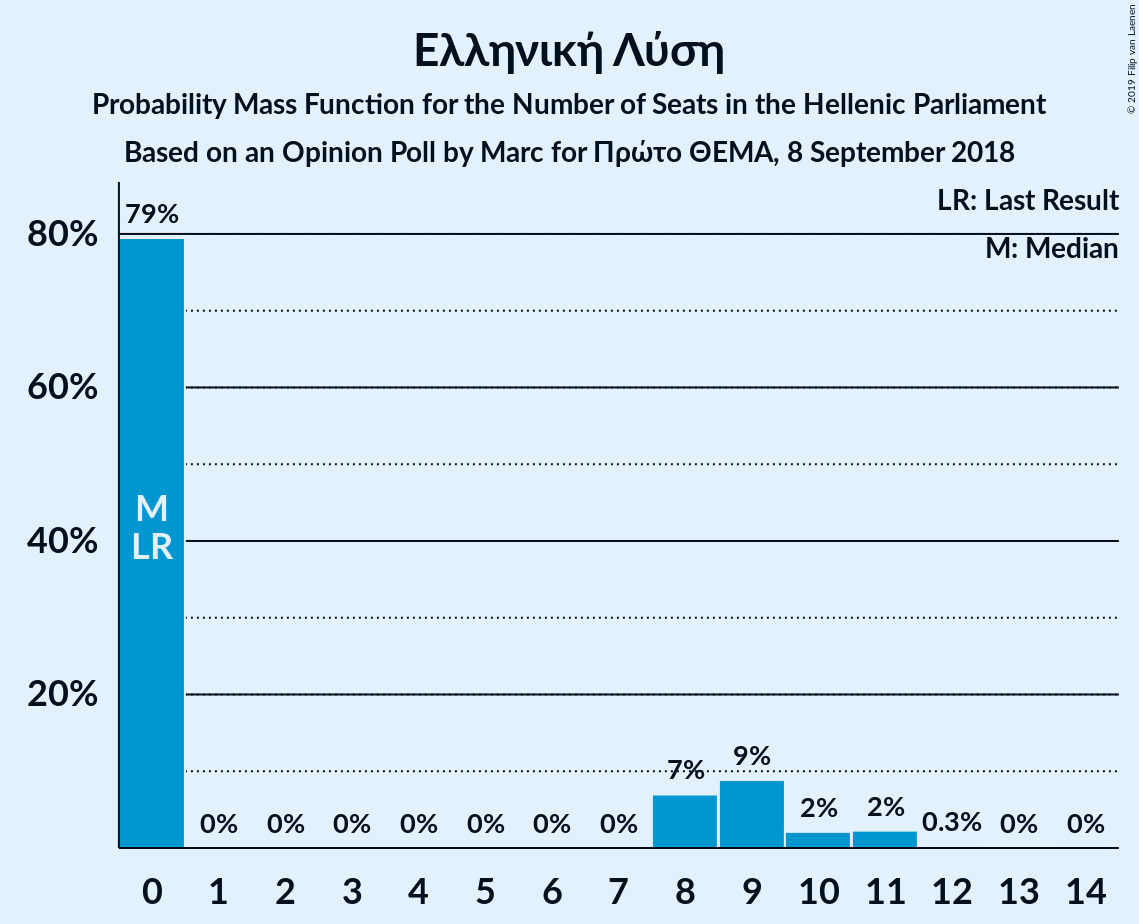 Ελληνική Λύση
Probability Mass Function for the Number of Seats in the Hellenic Parliament
Based on an Opinion Poll by Marc for Πρώτο ΘΕΜΑ, 8 September 2018
© 2019 Filip van Laenen
LR: Last Result
M: Median
80%
60%
40%
20%
79%
M
LR
0%
0%
0%
0%
0%
0%
0%
7%
9%
2%
2%
0.3%
0%
0%
0 1 2 3 4 5 6 7 8 9 10 11 12 13 14